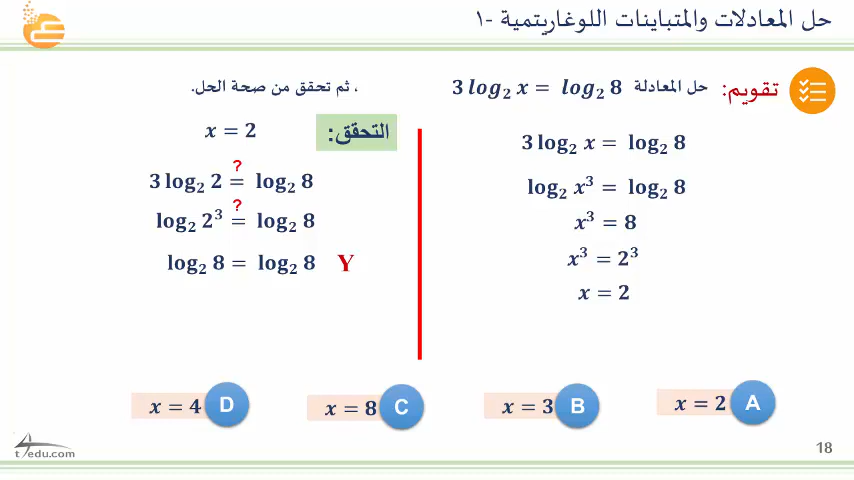 حل المعادلات والمتباينات اللوغاريتمية -١
تقويم: حل المعادلة 3 log₂ x = log₂ 8 ، ثم تحقق من صحة الحل.
3 log₂ x = log₂ 8
log₂ x³ = log₂ 8
x³ = 8
x³ = 2³
x = 2
التحقق:
x = 2
?
3 log₂ 2 = log₂ 8
?
log₂ 2³ = log₂ 8
log₂ 8 = log₂ 8 Y
x = 2 A
x = 3 B
x = 8 C
x = 4 D
18
t4edu.com